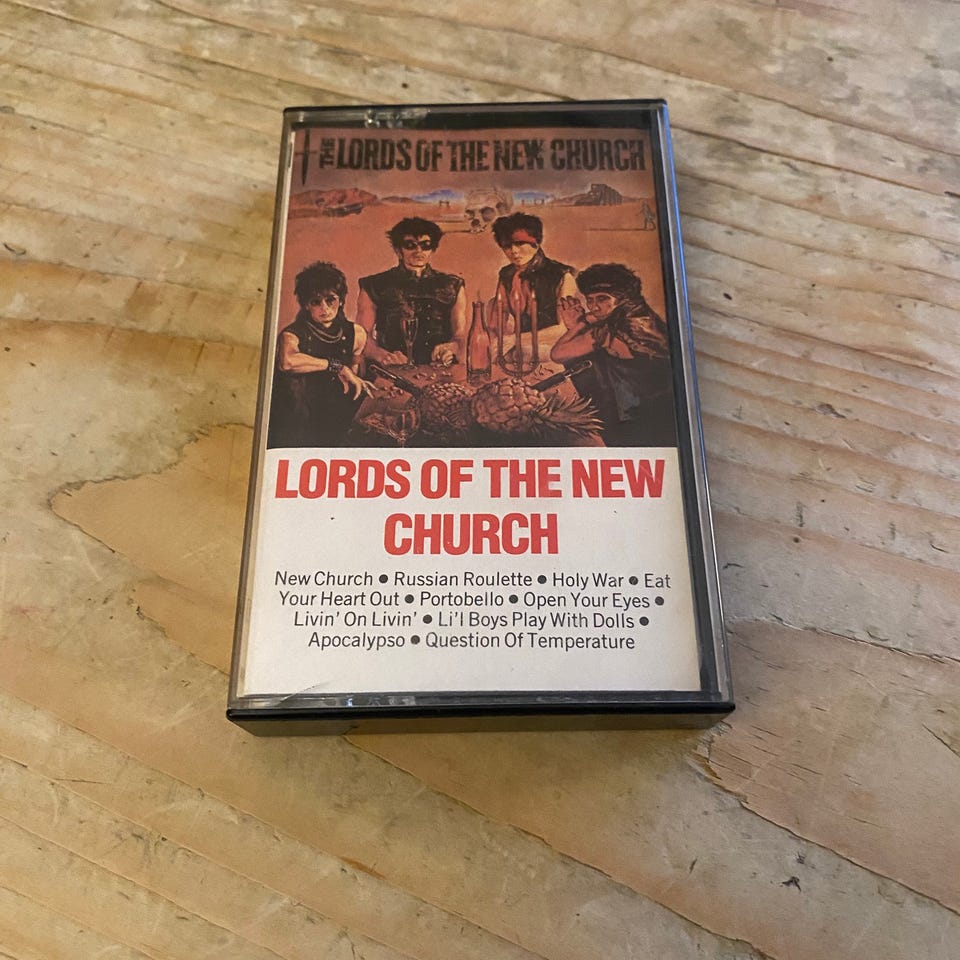 THE LORDS OF THE NEW CHURCH
LORDS OF THE NEW
CHURCH
New Church ● Russian Roulette ● Holy War ● Eat
Your Heart Out ● Portobello ● Open Your Eyes ●
Livin' On Livin' ● Li'l Boys Play With Dolls ●
Apocalypso ● Question Of Temperature